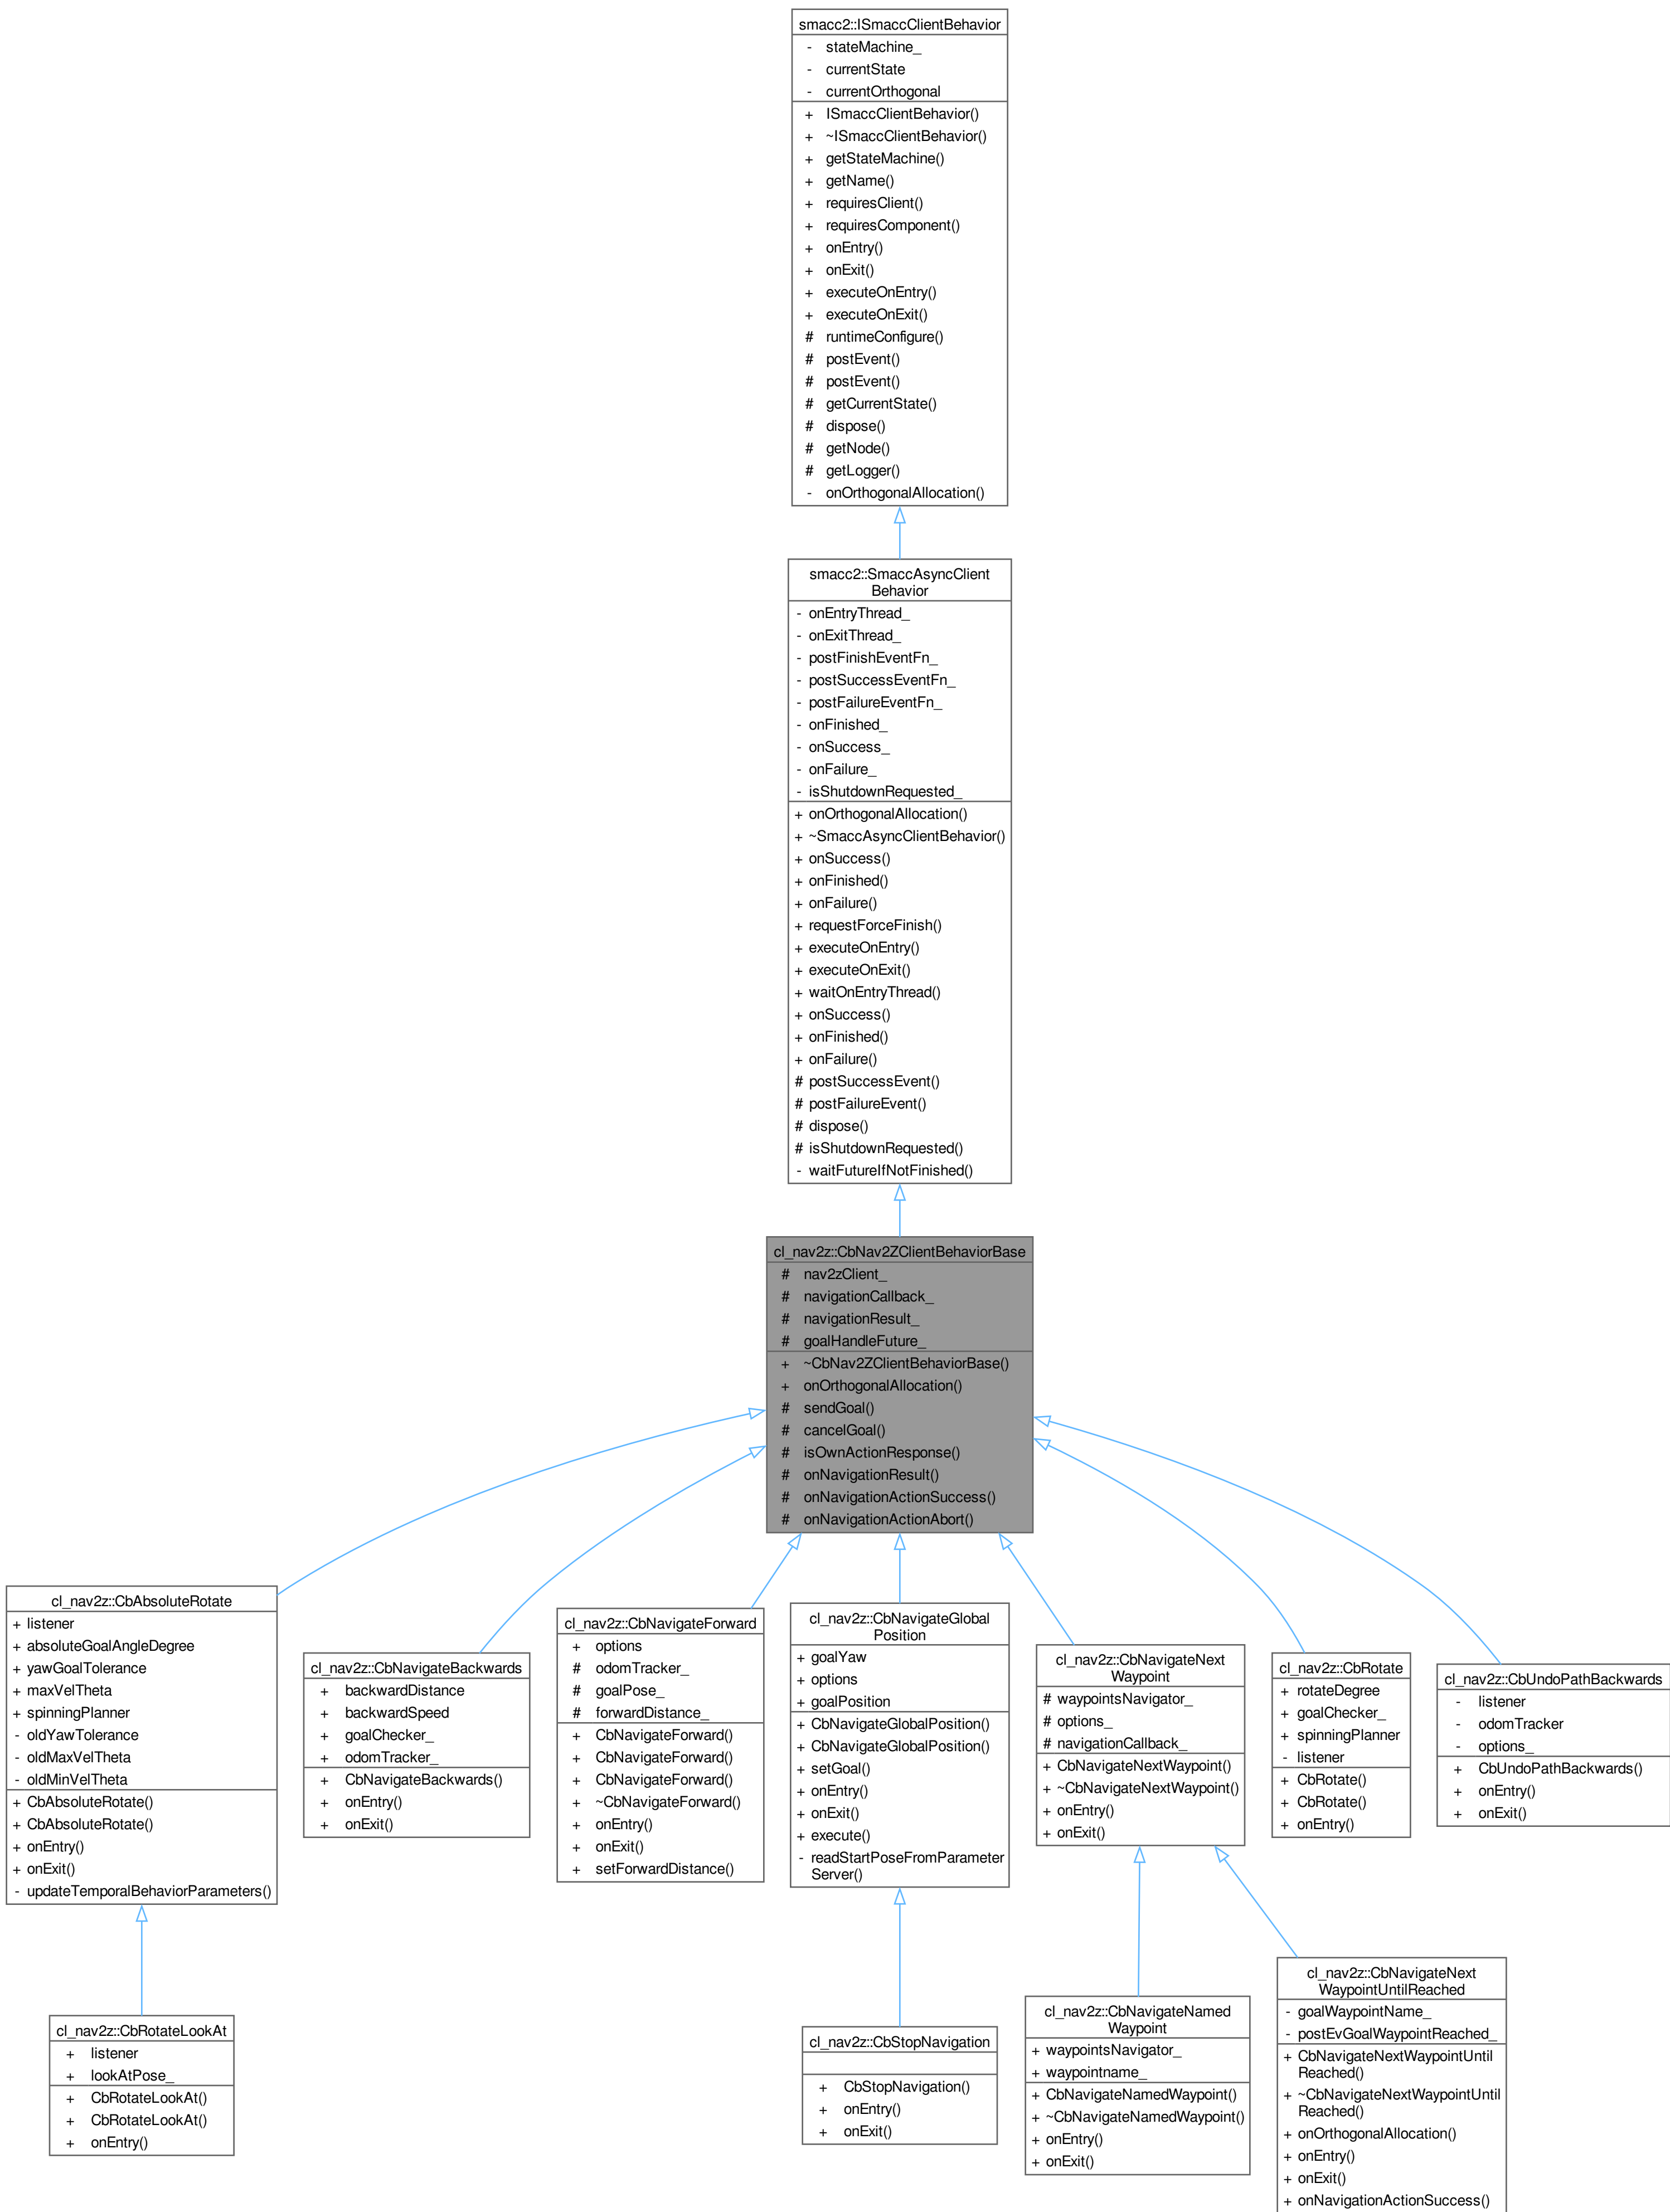 smacc2::ISmaccClientBehavior
- stateMachine_
- currentState
- currentOrthogonal
+ ISmaccClientBehavior()
+ ~ISmaccClientBehavior()
+ getStateMachine()
+ getName()
+ requiresClient()
+ requiresComponent()
+ onEntry()
+ onExit()
+ executeOnEntry()
+ executeOnExit()
# runtimeConfigure()
# postEvent()
# postEvent()
# getCurrentState()
# dispose()
# getNode()
# getLogger()
- onOrthogonalAllocation()
smacc2::SmaccAsyncClient
Behavior
- onEntryThread_
- onExitThread_
- postFinishEventFn_
- postSuccessEventFn_
- postFailureEventFn_
- onFinished_
- onSuccess_
- onFailure_
- isShutdownRequested_
+ onOrthogonalAllocation()
+ ~SmaccAsyncClientBehavior()
+ onSuccess()
+ onFinished()
+ onFailure()
+ requestForceFinish()
+ executeOnEntry()
+ executeOnExit()
+ waitOnEntryThread()
+ onSuccess()
+ onFinished()
+ onFailure()
# postSuccessEvent()
# postFailureEvent()
# dispose()
# isShutdownRequested()
- waitFutureIfNotFinished()
cl_nav2z::CbNav2ZClientBehaviorBase
# nav2zClient_
# navigationCallback_
# navigationResult_
# goalHandleFuture_
+ ~CbNav2ZClientBehaviorBase()
+ onOrthogonalAllocation()
# sendGoal()
# cancelGoal()
# isOwnActionResponse()
# onNavigationResult()
# onNavigationActionSuccess()
# onNavigationActionAbort()
cl_nav2z::CbAbsoluteRotate
+ listener
+ absoluteGoalAngleDegree
+ yawGoalTolerance
+ maxVelTheta
+ spinningPlanner
- oldYawTolerance
- oldMaxVelTheta
- oldMinVelTheta
+ CbAbsoluteRotate()
+ CbAbsoluteRotate()
+ onEntry()
+ onExit()
- updateTemporalBehaviorParameters()
cl_nav2z::CbNavigateBackwards
+ backwardDistance
+ backwardSpeed
+ goalChecker_
+ odomTracker_
+ CbNavigateBackwards()
+ onEntry()
+ onExit()
cl_nav2z::CbNavigateForward
+ options
# odomTracker_
# goalPose_
# forwardDistance_
+ CbNavigateForward()
+ CbNavigateForward()
+ CbNavigateForward()
+ ~CbNavigateForward()
+ onEntry()
+ onExit()
+ setForwardDistance()
cl_nav2z::CbNavigateGlobal
Position
+ goalYaw
+ options
+ goalPosition
+ CbNavigateGlobalPosition()
+ CbNavigateGlobalPosition()
+ setGoal()
+ onEntry()
+ onExit()
+ execute()
- readStartPoseFromParameter
Server()
cl_nav2z::CbNavigateNext
Waypoint
# waypointsNavigator_
# options_
# navigationCallback_
+ CbNavigateNextWaypoint()
+ ~CbNavigateNextWaypoint()
+ onEntry()
+ onExit()
cl_nav2z::CbRotate
+ rotateDegree
+ goalChecker_
+ spinningPlanner
- listener
+ CbRotate()
+ CbRotate()
+ onEntry()
cl_nav2z::CbUndoPathBackwards
- listener
- odomTracker
- options_
+ CbUndoPathBackwards()
+ onEntry()
+ onExit()
cl_nav2z::CbRotateLookAt
+ listener
+ lookAtPose_
+ CbRotateLookAt()
+ CbRotateLookAt()
+ onEntry()
cl_nav2z::CbStopNavigation
+ CbStopNavigation()
+ onEntry()
+ onExit()
cl_nav2z::CbNavigateNamed
Waypoint
+ waypointsNavigator_
+ waypointname_
+ CbNavigateNamedWaypoint()
+ ~CbNavigateNamedWaypoint()
+ onEntry()
+ onExit()
cl_nav2z::CbNavigateNext
WaypointUntilReached
- goalWaypointName_
- postEvGoalWaypointReached_
+ CbNavigateNextWaypointUntil
Reached()
+ ~CbNavigateNextWaypointUntil
Reached()
+ onOrthogonalAllocation()
+ onEntry()
+ onExit()
+ onNavigationActionSuccess()